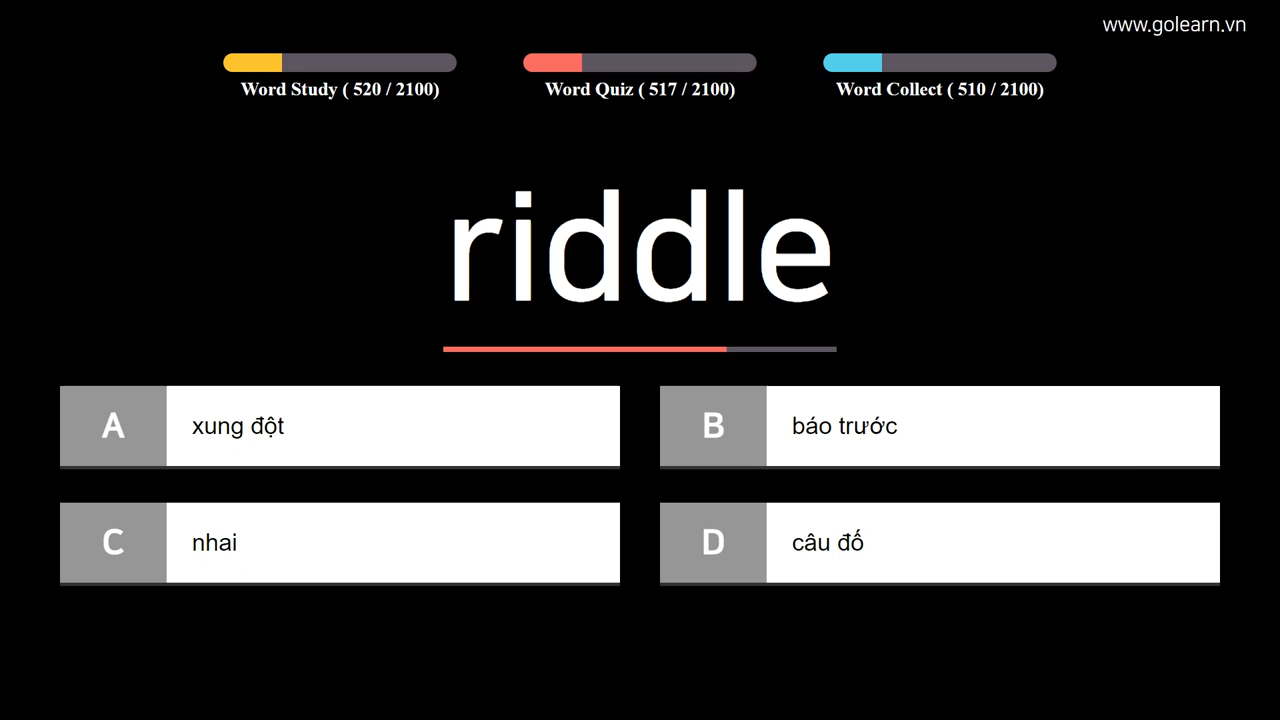 www.golearn.vn
Word Study ( 520 / 2100)
Word Quiz ( 517 / 2100)
Word Collect ( 510 / 2100)
riddle
A xung đột
B báo trước
C nhai
D câu đố